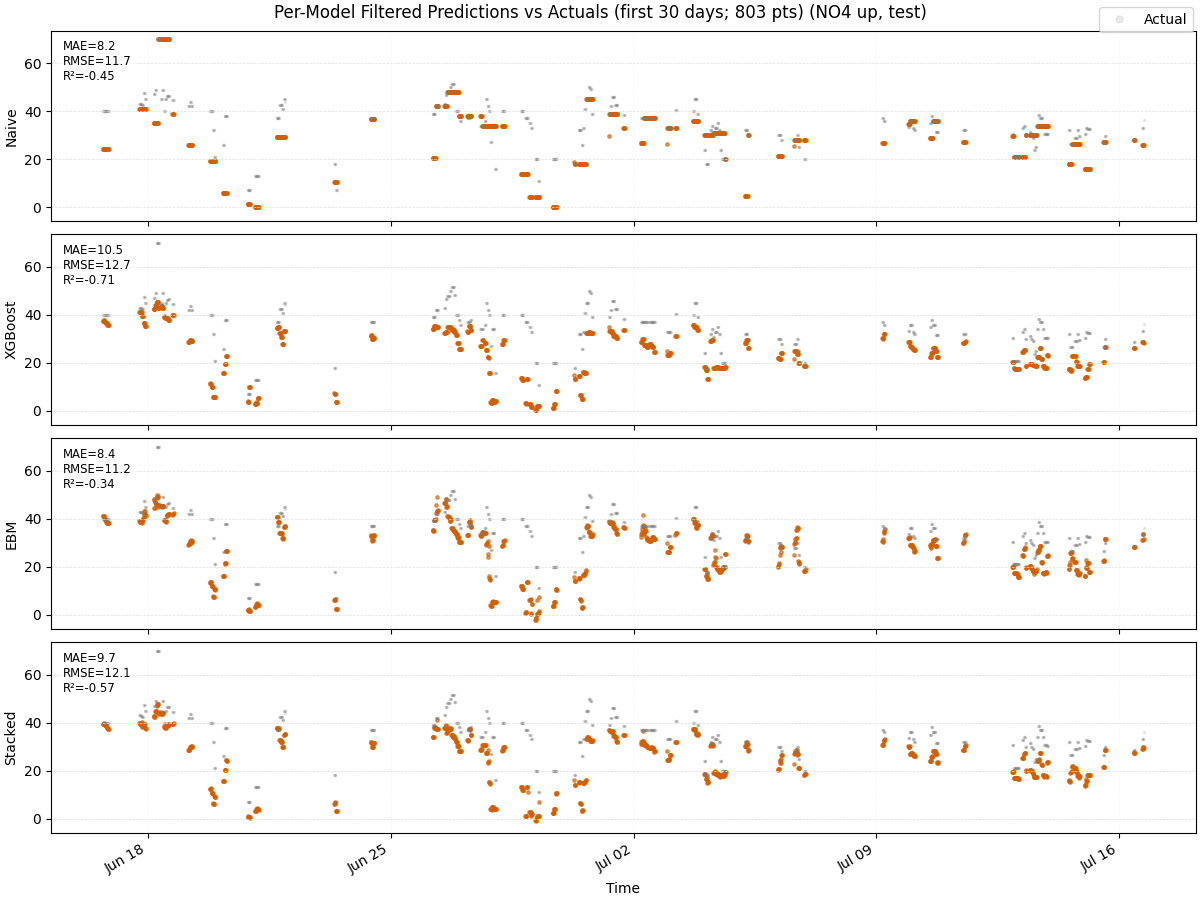 Per-Model Filtered Predictions vs Actuals (first 30 days; 803 pts) (NO4 up, test)
Actual
MAE=8.2
RMSE=11.7
R²=-0.45
Naive
60
40
20
0
MAE=10.5
RMSE=12.7
R²=-0.71
XGBoost
60
40
20
0
MAE=8.4
RMSE=11.2
R²=-0.34
EBM
60
40
20
0
MAE=9.7
RMSE=12.1
R²=-0.57
Stacked
60
40
20
0
Jun 18
Jun 25
Jul 02
Jul 09
Jul 16
Time